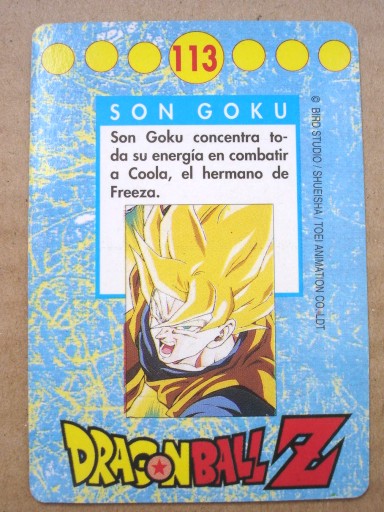 113
SON GOKU
Son Goku concentra to-
da su energía en combatir
a Coola, el hermano de
Freeza.
© BIRD STUDIO / SHUEISHA / TOEI ANIMATION CO. LDT
DRAGON BALL Z